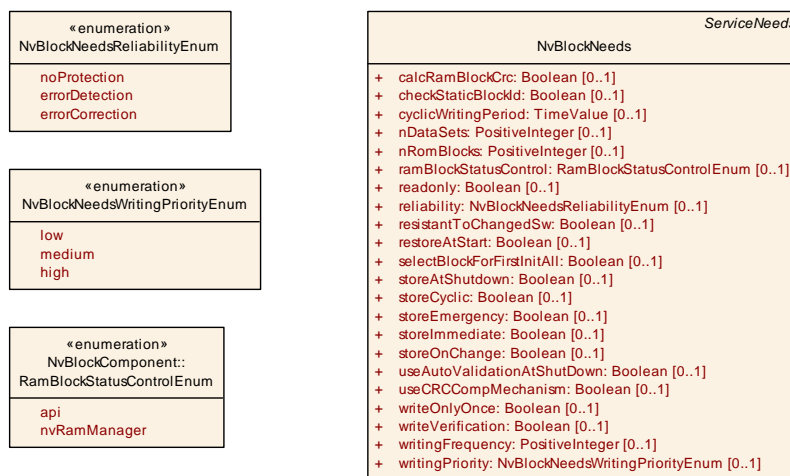 «enumeration»
NvBlockNeedsReliabilityEnum
noProtection
errorDetection
errorCorrection
«enumeration»
NvBlockNeedsWritingPriorityEnum
low
medium
high
«enumeration»
NvBlockComponent::
RamBlockStatusControlEnum
api
nvRamManager
ServiceNeeds
NvBlockNeeds
+ calcRamBlockCrc: Boolean [0..1]
+ checkStaticBlockId: Boolean [0..1]
+ cyclicWritingPeriod: TimeValue [0..1]
+ nDataSets: PositiveInteger [0..1]
+ nRomBlocks: PositiveInteger [0..1]
+ ramBlockStatusControl: RamBlockStatusControlEnum [0..1]
+ readonly: Boolean [0..1]
+ reliability: NvBlockNeedsReliabilityEnum [0..1]
+ resistantToChangedSw: Boolean [0..1]
+ restoreAtStart: Boolean [0..1]
+ selectBlockForFirstInitAll: Boolean [0..1]
+ storeAtShutdown: Boolean [0..1]
+ storeCyclic: Boolean [0..1]
+ storeEmergency: Boolean [0..1]
+ storeImmediate: Boolean [0..1]
+ storeOnChange: Boolean [0..1]
+ useAutoValidationAtShutDown: Boolean [0..1]
+ useCRCCompMechanism: Boolean [0..1]
+ writeOnlyOnce: Boolean [0..1]
+ writeVerification: Boolean [0..1]
+ writingFrequency: PositiveInteger [0..1]
+ writingPriority: NvBlockNeedsWritingPriorityEnum [0..1]